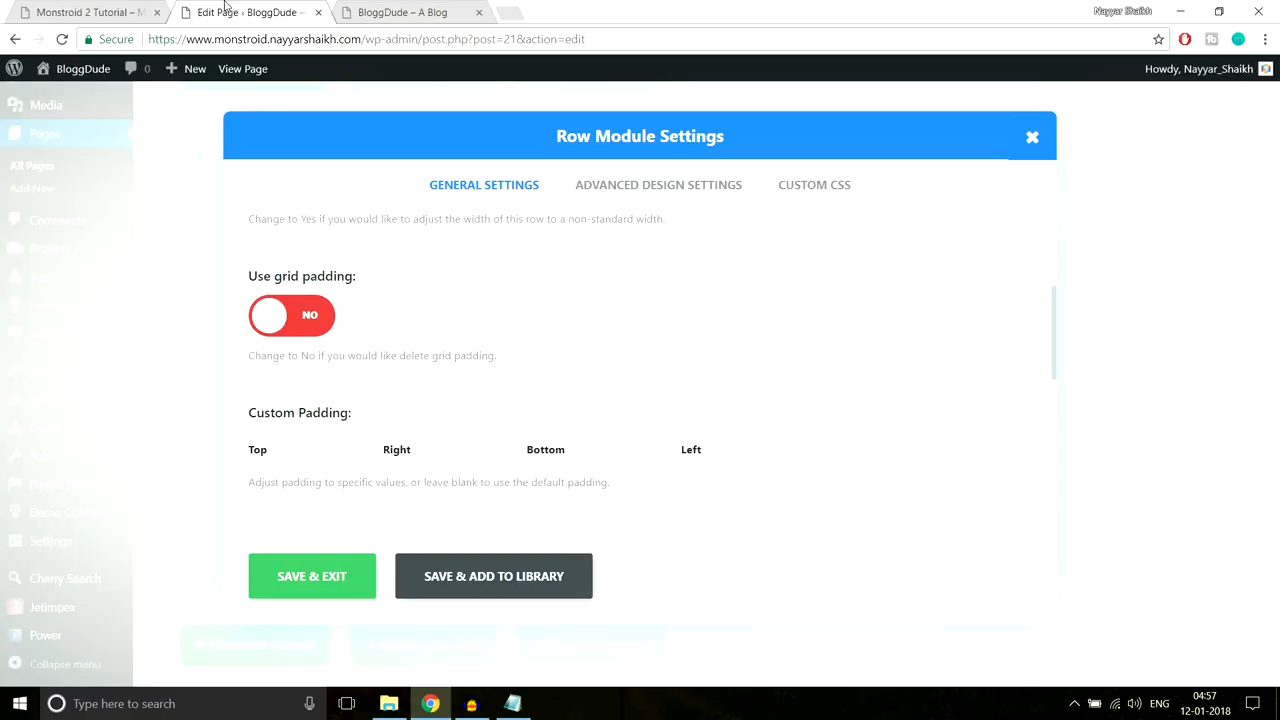 Monstroid 2 Tutorial – M
Edit Page ‹ BloggDude —
BloggDude – A Blog
Nayyar Shaikh
Secure
https://www.monstroid.nayyarshaikh.com/wp-admin/post.php?post=21&action=edit
BloggDude
0
New
View Page
Howdy, Nayyar_Shaikh
Media
Pages
All Pages
Add New
Comments
Settings
Cherry Search
Jetimpex
Power
Collapse menu
Row Module Settings
GENERAL SETTINGS
ADVANCED DESIGN SETTINGS
CUSTOM CSS
Change to Yes if you would like to adjust the width of this row to a non-standard width.
Use grid padding:
NO
Change to No if you would like delete grid padding.
Custom Padding:
Top
Right
Bottom
Left
Adjust padding to specific values, or leave blank to use the default padding.
SAVE & EXIT
SAVE & ADD TO LIBRARY
Type here to search
ENG
04:57
12-01-2018